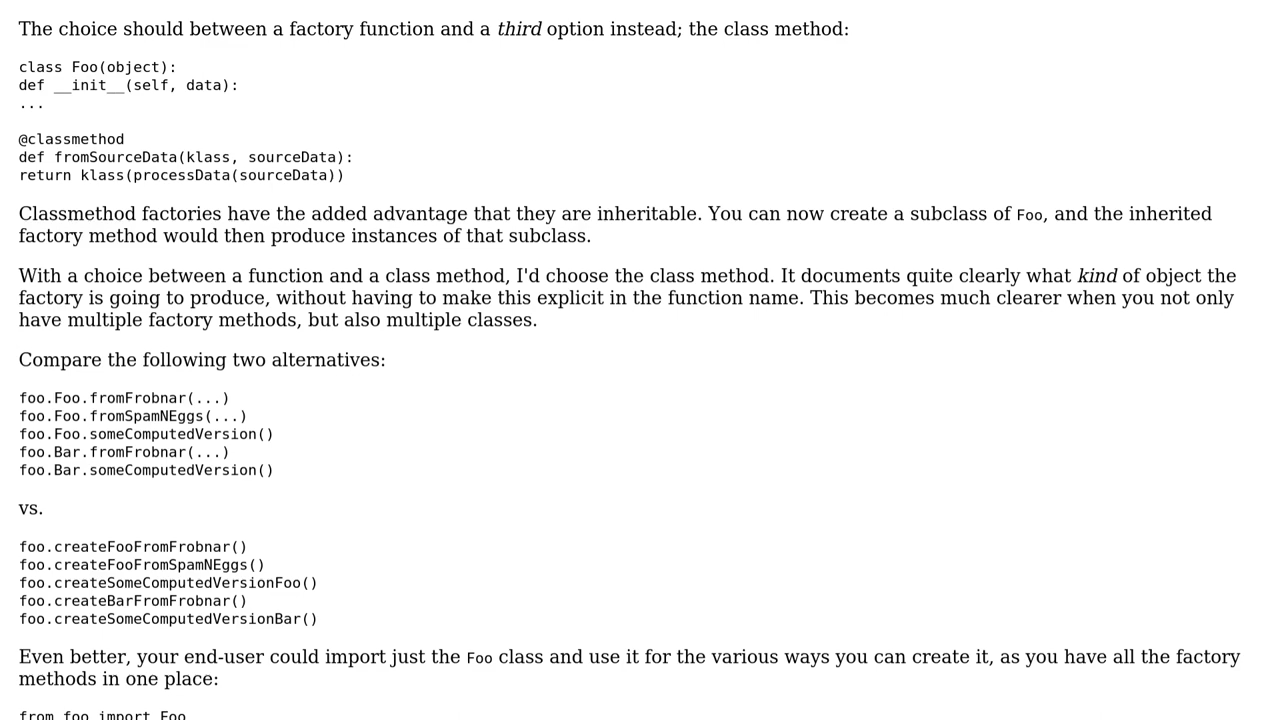 The choice should between a factory function and a third option instead; the class method:
class Foo(object):
def __init__(self, data):
...
@classmethod
def fromSourceData(klass, sourceData):
return klass(processData(sourceData))
Classmethod factories have the added advantage that they are inheritable. You can now create a subclass of Foo, and the inherited
factory method would then produce instances of that subclass.
With a choice between a function and a class method, I'd choose the class method. It documents quite clearly what kind of object the
factory is going to produce, without having to make this explicit in the function name. This becomes much clearer when you not only
have multiple factory methods, but also multiple classes.
Compare the following two alternatives:
foo.Foo.fromFrobnar(...)
foo.Foo.fromSpamNEggs(...)
foo.Foo.someComputedVersion()
foo.Bar.fromFrobnar(...)
foo.Bar.someComputedVersion()
vs.
foo.createFooFromFrobnar()
foo.createFooFromSpamNEggs()
foo.createSomeComputedVersionFoo()
foo.createBarFromFrobnar()
foo.createSomeComputedVersionBar()
Even better, your end-user could import just the Foo class and use it for the various ways you can create it, as you have all the factory
methods in one place:
from foo import Foo